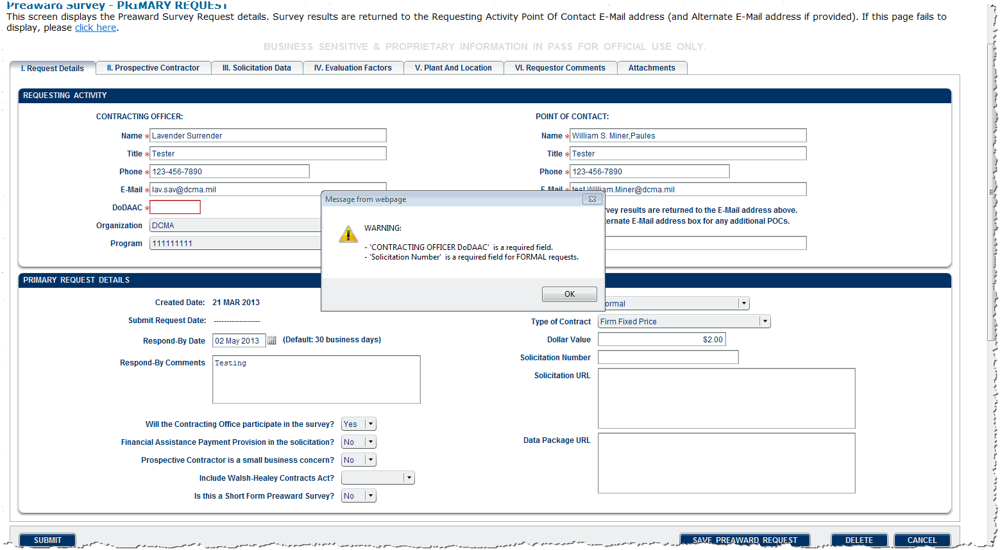 Preaward Survey - PRIMARY REQUEST
This screen displays the Preaward Survey Request details. Survey results are returned to the Requesting Activity Point Of Contact E-Mail address (and Alternate E-Mail address if provided). If this page fails to
display, please click here.
BUSINESS SENSITIVE & PROPRIETARY INFORMATION IN PASS FOR OFFICIAL USE ONLY.
I. Request Details II. Prospective Contractor III. Solicitation Data IV. Evaluation Factors V. Plant And Location VI. Requestor Comments Attachments
REQUESTING ACTIVITY
CONTRACTING OFFICER:
Name * Lavender Surrender
Title * Tester
Phone * 123-456-7890
E-Mail * lav.sav@dcma.mil
DoDAAC *
Organization DCMA
Program 111111111
POINT OF CONTACT:
Name * William S. Miner,Paules
Title * Tester
Phone * 123-456-7890
E-Mail * test.William.Miner@dcma.mil
vey results are returned to the E-Mail address above.
ternate E-Mail address box for any additional POCs.
Message from webpage
WARNING:
- 'CONTRACTING OFFICER DoDAAC' is a required field.
- 'Solicitation Number' is a required field for FORMAL requests.
OK
PRIMARY REQUEST DETAILS
Created Date: 21 MAR 2013
Submit Request Date: ------------------
Respond-By Date 02 May 2013 (Default: 30 business days)
Respond-By Comments Testing
Will the Contracting Office participate in the survey? Yes
Financial Assistance Payment Provision in the solicitation? No
Prospective Contractor is a small business concern? No
Include Walsh-Healey Contracts Act?
Is this a Short Form Preaward Survey? No
ormal
Type of Contract Firm Fixed Price
Dollar Value $2.00
Solicitation Number
Solicitation URL
Data Package URL
SUBMIT SAVE PREAWARD REQUEST DELETE CANCEL